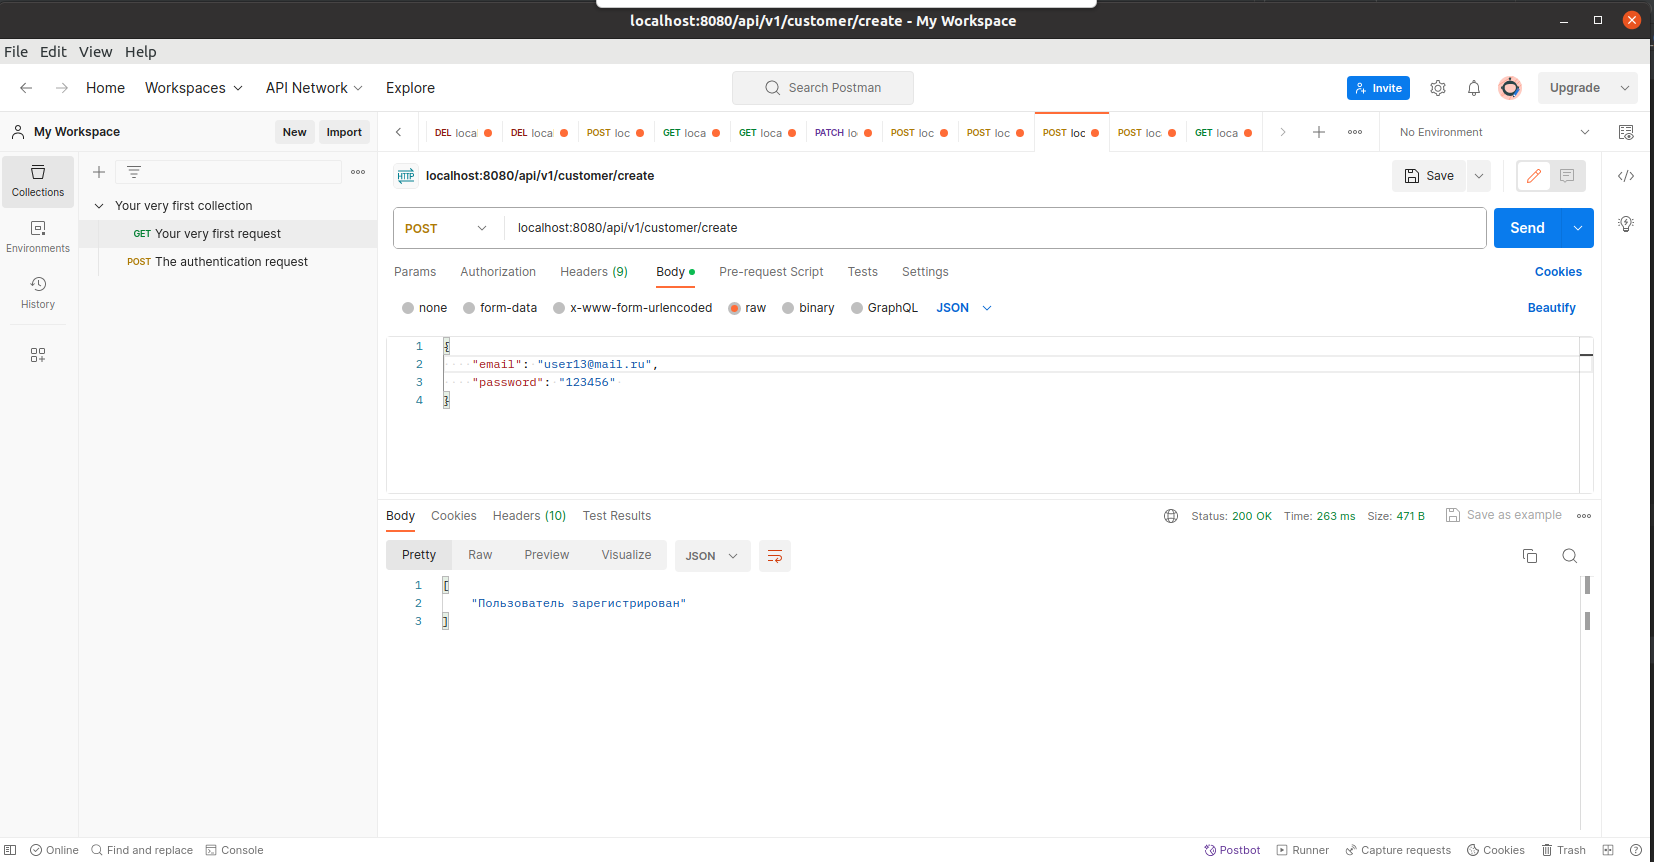 localhost:8080/api/v1/customer/create - My Workspace
File Edit View Help
Home Workspaces API Network Explore
Search Postman
Invite
Upgrade
My Workspace
New Import
DEL loca
DEL loca
POST loc
GET loca
GET loca
PATCH lo
POST loc
POST loc
POST loc
POST loc
GET loca
No Environment
Collections
Environments
History
Your very first collection
GET Your very first request
POST The authentication request
HTTP localhost:8080/api/v1/customer/create
Save
POST localhost:8080/api/v1/customer/create
Send
Params Authorization Headers (9) Body Pre-request Script Tests Settings
Cookies
none form-data x-www-form-urlencoded raw binary GraphQL JSON
Beautify
1 {
2 "email": "user13@mail.ru",
3 "password": "123456"
4 }
Body Cookies Headers (10) Test Results
Status: 200 OK Time: 263 ms Size: 471 B Save as example
Pretty Raw Preview Visualize JSON
1 [
2 "Пользователь зарегистрирован"
3 ]
Online Find and replace Console
Postbot Runner Capture requests Cookies Trash